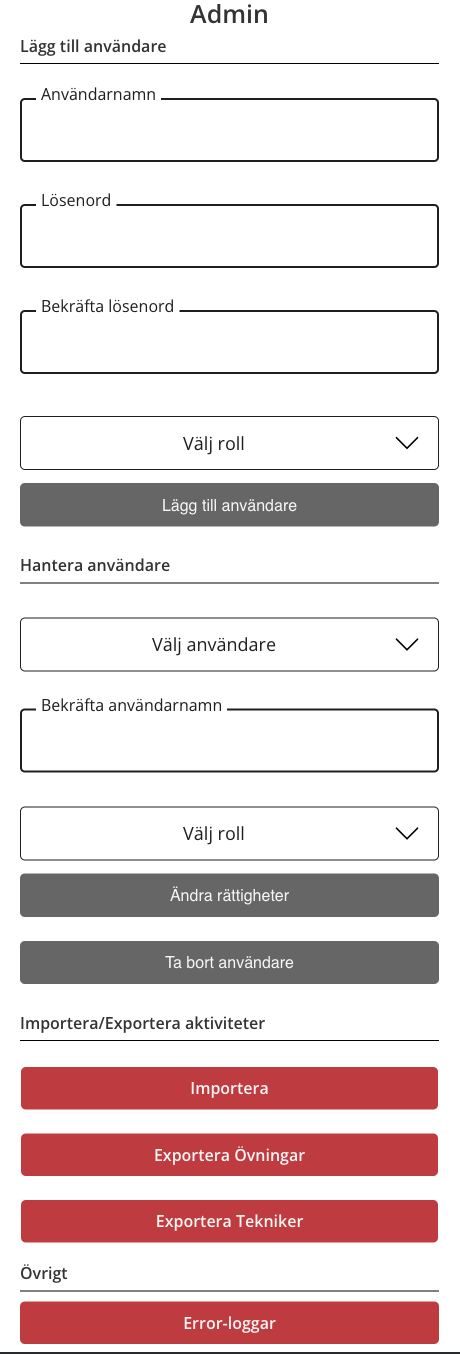 Admin
Lägg till användare
Användarnamn
Lösenord
Bekräfta lösenord
Välj roll
Lägg till användare
Hantera användare
Välj användare
Bekräfta användarnamn
Välj roll
Ändra rättigheter
Ta bort användare
Importera/Exportera aktiviteter
Importera
Exportera Övningar
Exportera Tekniker
Övrigt
Error-loggar